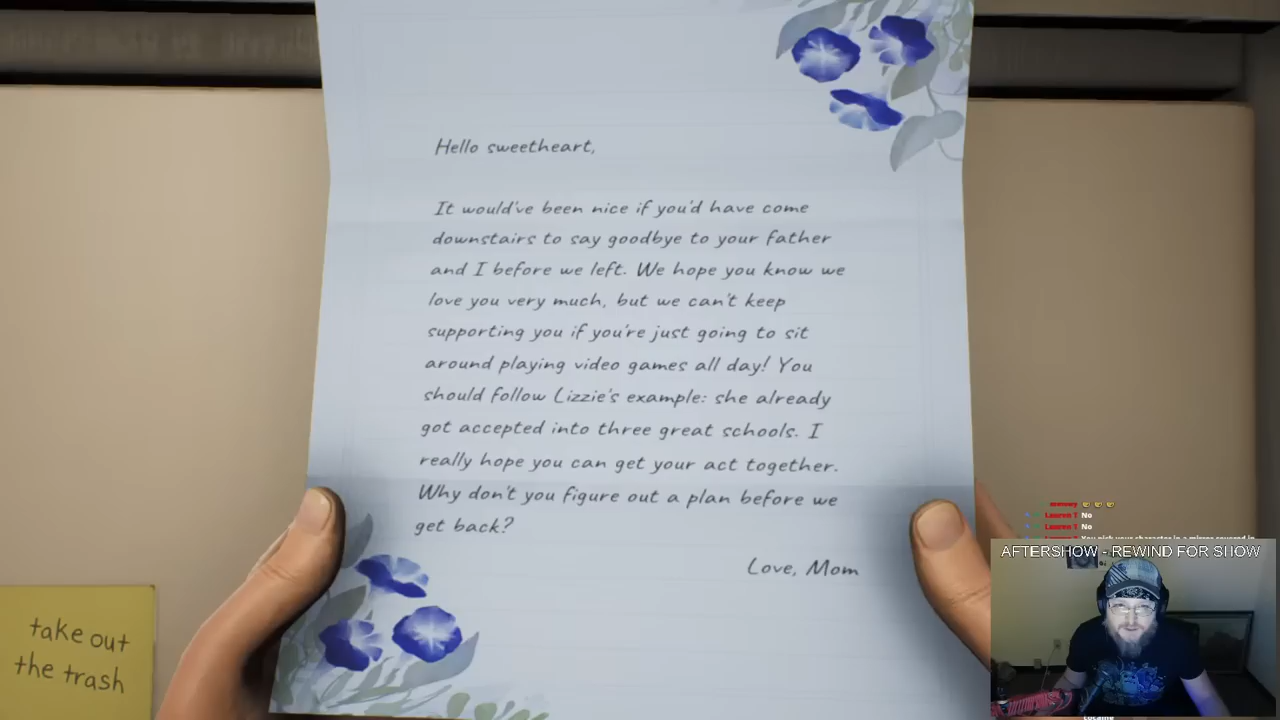 Hello sweetheart,
It would've been nice if you'd have come
downstairs to say goodbye to your father
and I before we left. We hope you know we
love you very much, but we can't keep
supporting you if you're just going to sit
around playing video games all day! You
should follow Lizzie's example: she already
got accepted into three great schools. I
really hope you can get your act together.
Why don't you figure out a plan before we
get back?
Love, Mom
take out
the trash
Lauren T No
Lauren T No
AFTERSHOW - REWIND FOR SHOW